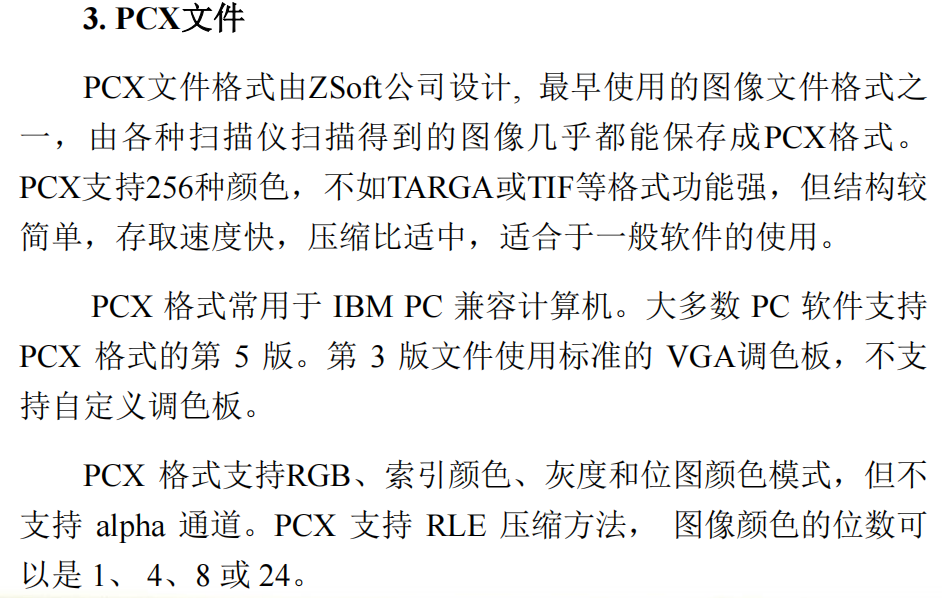 3. PCX文件
PCX文件格式由ZSoft公司设计, 最早使用的图像文件格式之
一，由各种扫描仪扫描得到的图像几乎都能保存成PCX格式。
PCX支持256种颜色，不如TARGA或TIF等格式功能强，但结构较
简单，存取速度快，压缩比适中，适合于一般软件的使用。
PCX 格式常用于 IBM PC 兼容计算机。大多数 PC 软件支持
PCX 格式的第 5 版。第 3 版文件使用标准的 VGA调色板，不支
持自定义调色板。
PCX 格式支持RGB、索引颜色、灰度和位图颜色模式，但不
支持 alpha 通道。PCX 支持 RLE 压缩方法， 图像颜色的位数可
以是 1、 4、8 或 24。